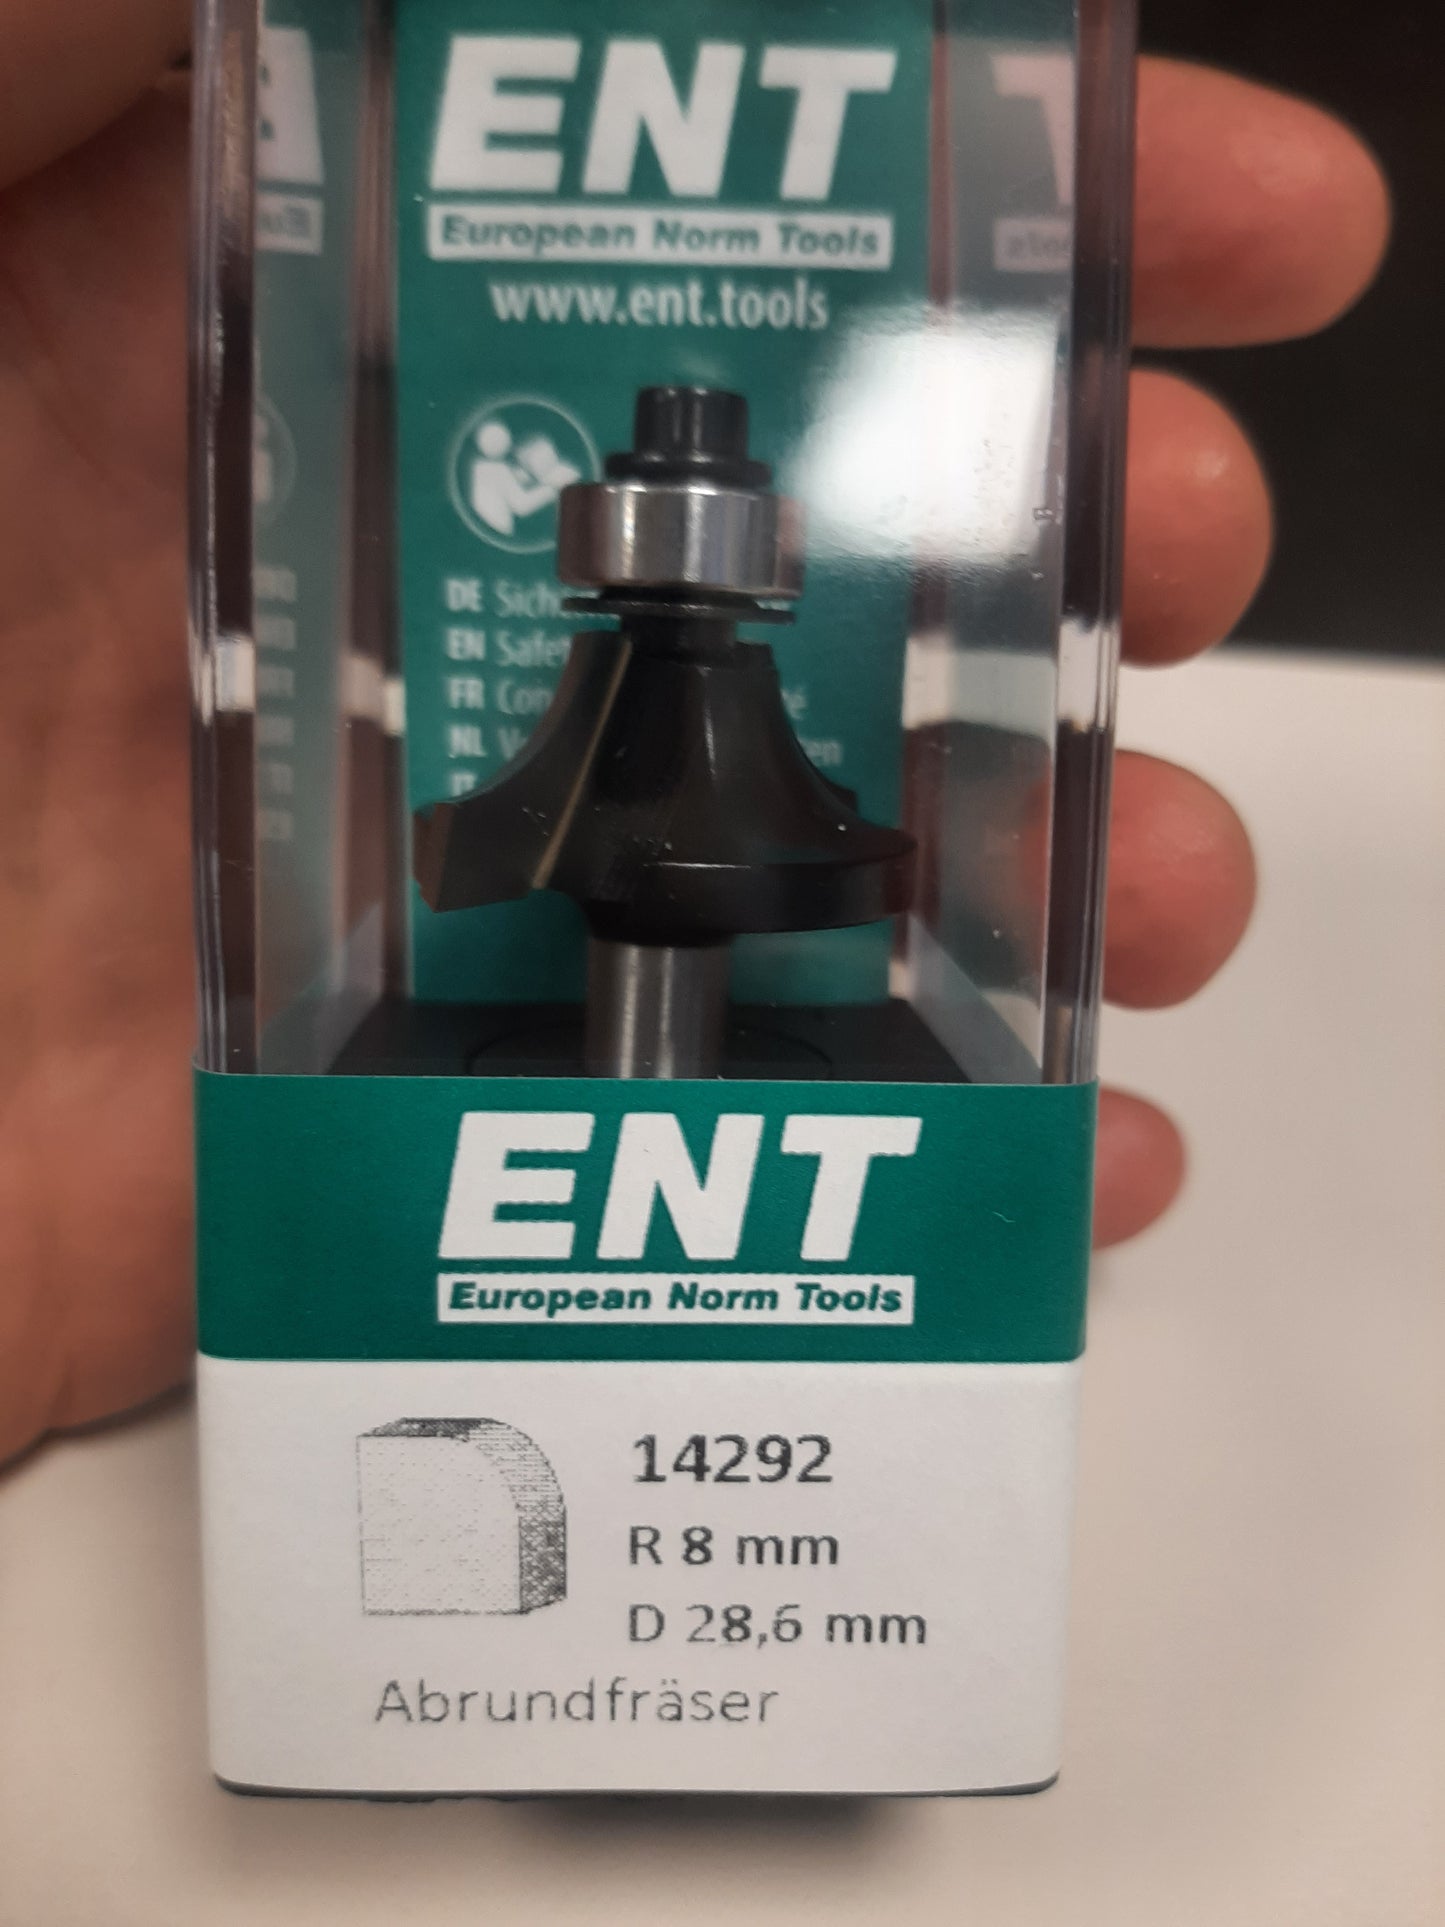 ENT
European Norm Tools
www.ent.tools
DE
EN
FR
NL
ENT
European Norm Tools
14292
R 8 mm
D 28,6 mm
Abrundfräser